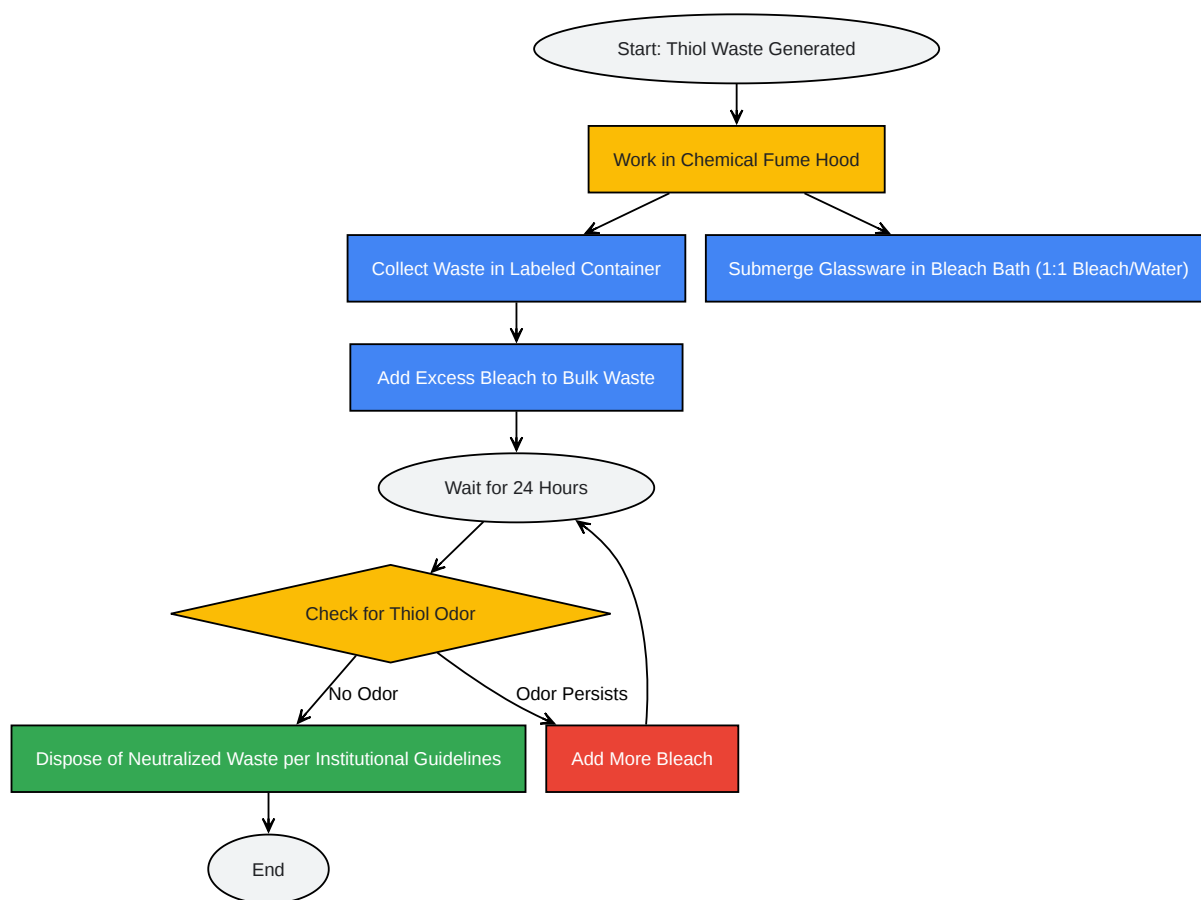 Start: Thiol Waste Generated
Work in Chemical Fume Hood
Collect Waste in Labeled Container
Submerge Glassware in Bleach Bath (1:1 Bleach/Water)
Add Excess Bleach to Bulk Waste
Wait for 24 Hours
Check for Thiol Odor
No Odor
Odor Persists
Dispose of Neutralized Waste per Institutional Guidelines
Add More Bleach
End